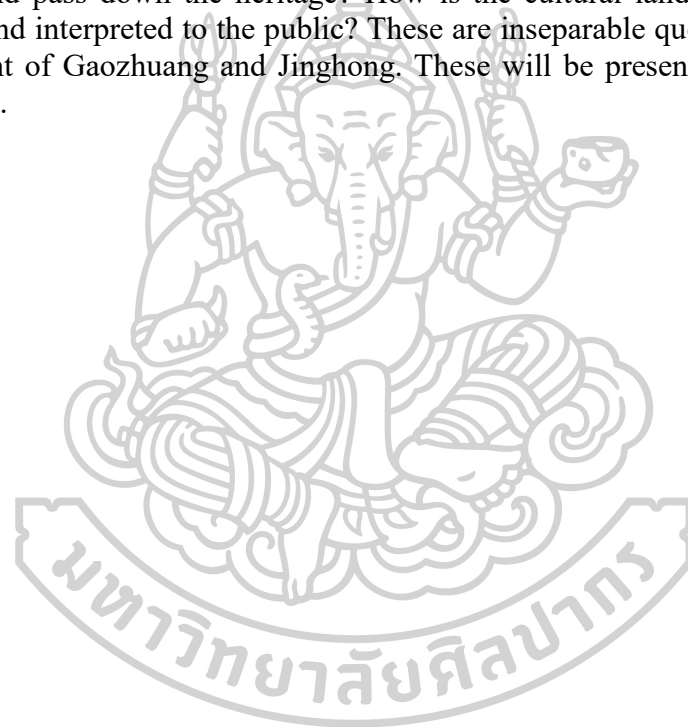 nd pass down the heritage? How is the cultural land
nd interpreted to the public? These are inseparable que
nt of Gaozhuang and Jinghong. These will be presen
.
มหาวิทยาลัยศิลปากร